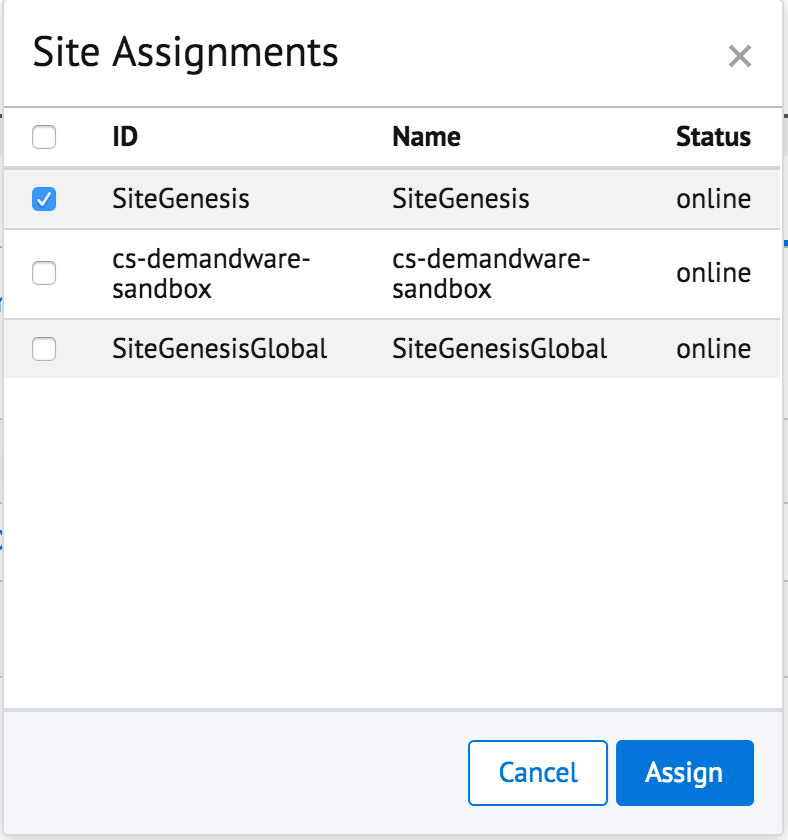 Site Assignments
ID Name Status
SiteGenesis SiteGenesis online
cs-demandware- cs-demandware- online
sandbox sandbox
SiteGenesisGlobal SiteGenesisGlobal online
Cancel Assign